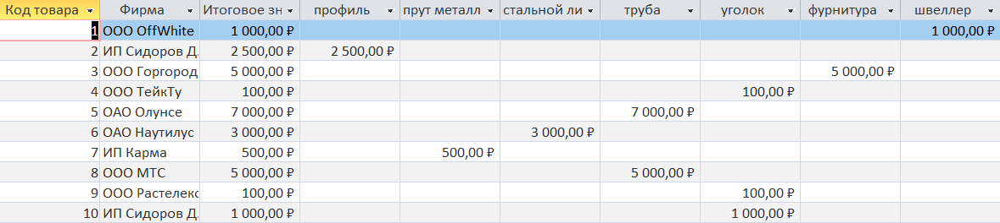 Код товара Фирма Итоговое зн профиль прут металл стальной ли труба уголок фурнитура швеллер
1 ООО OffWhite 1 000,00 ₽ 1 000,00 ₽
2 ИП Сидоров Д. 2 500,00 ₽ 2 500,00 ₽
3 ООО Горгород 5 000,00 ₽ 5 000,00 ₽
4 ООО ТейкТу 100,00 ₽ 100,00 ₽
5 ОАО Олунсе 7 000,00 ₽ 7 000,00 ₽
6 ОАО Наутилус 3 000,00 ₽ 3 000,00 ₽
7 ИП Карма 500,00 ₽ 500,00 ₽
8 ООО МТС 5 000,00 ₽ 5 000,00 ₽
9 ООО Растелекс 100,00 ₽ 100,00 ₽
10 ИП Сидоров Д. 1 000,00 ₽ 1 000,00 ₽